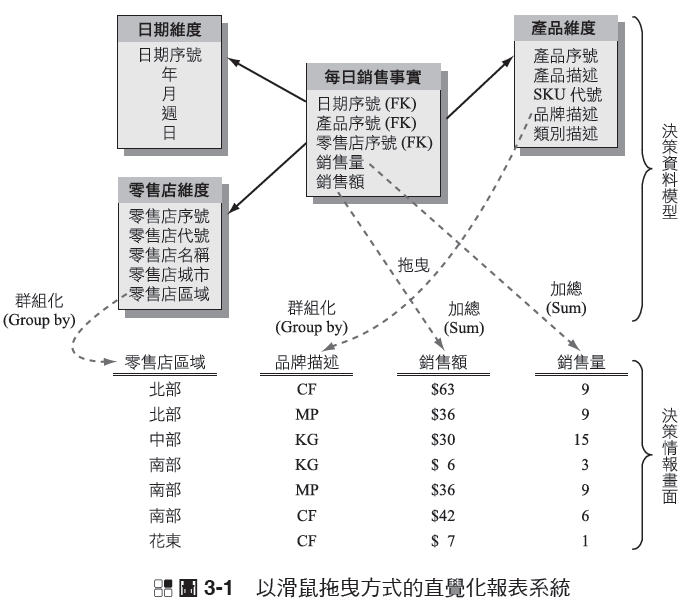 日期維度
日期序號
年
月
週
日
每日銷售事實
日期序號 (FK)
產品序號 (FK)
零售店序號 (FK)
銷售量
銷售額
產品維度
產品序號
產品描述
SKU 代號
品牌描述
類別描述
零售店維度
零售店序號
零售店代號
零售店名稱
零售店城市
零售店區域
決策資料模型
拖曳
群組化
(Group by)
群組化
(Group by)
加總
(Sum)
加總
(Sum)
零售店區域 品牌描述 銷售額 銷售量
北部 CF $63 9
北部 MP $36 9
中部 KG $30 15
南部 KG $ 6 3
南部 MP $36 9
南部 CF $42 6
花東 CF $ 7 1
決策情報畫面
圖 3-1 以滑鼠拖曳方式的直覺化報表系統